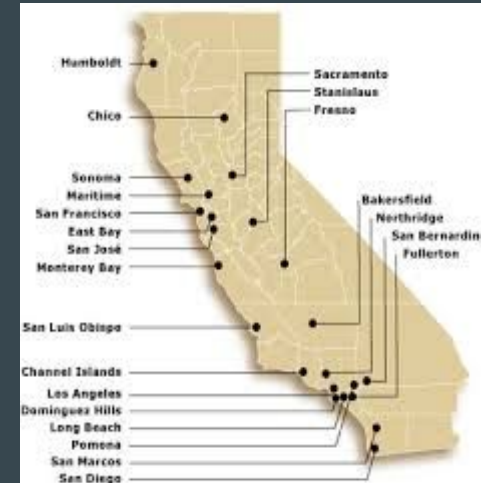 Humboldt
Chico
Sonoma
Maritime
San Francisco
East Bay
San José
Monterey Bay
San Luis Obispo
Channel Islands
Los Angeles
Dominguez Hills
Long Beach
Pomona
San Marcos
San Diego
Sacramento
Stanislaus
Fresno
Bakersfield
Northridge
San Bernardino
Fullerton